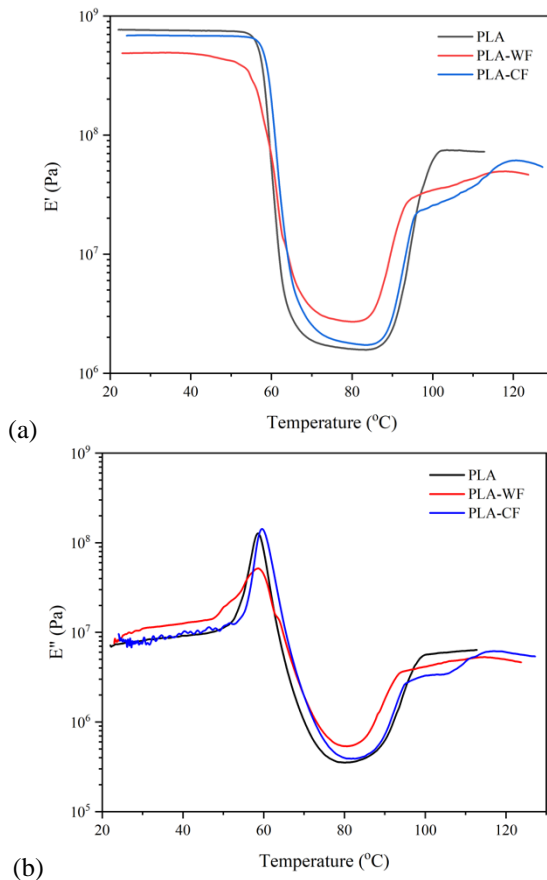 10⁹
10⁸
10⁷
10⁶
E' (Pa)
PLA
PLA-WF
PLA-CF
20 40 60 80 100 120
Temperature (°C)
(a)
10⁹
10⁸
10⁷
10⁶
10⁵
E" (Pa)
PLA
PLA-WF
PLA-CF
20 40 60 80 100 120
Temperature (°C)
(b)